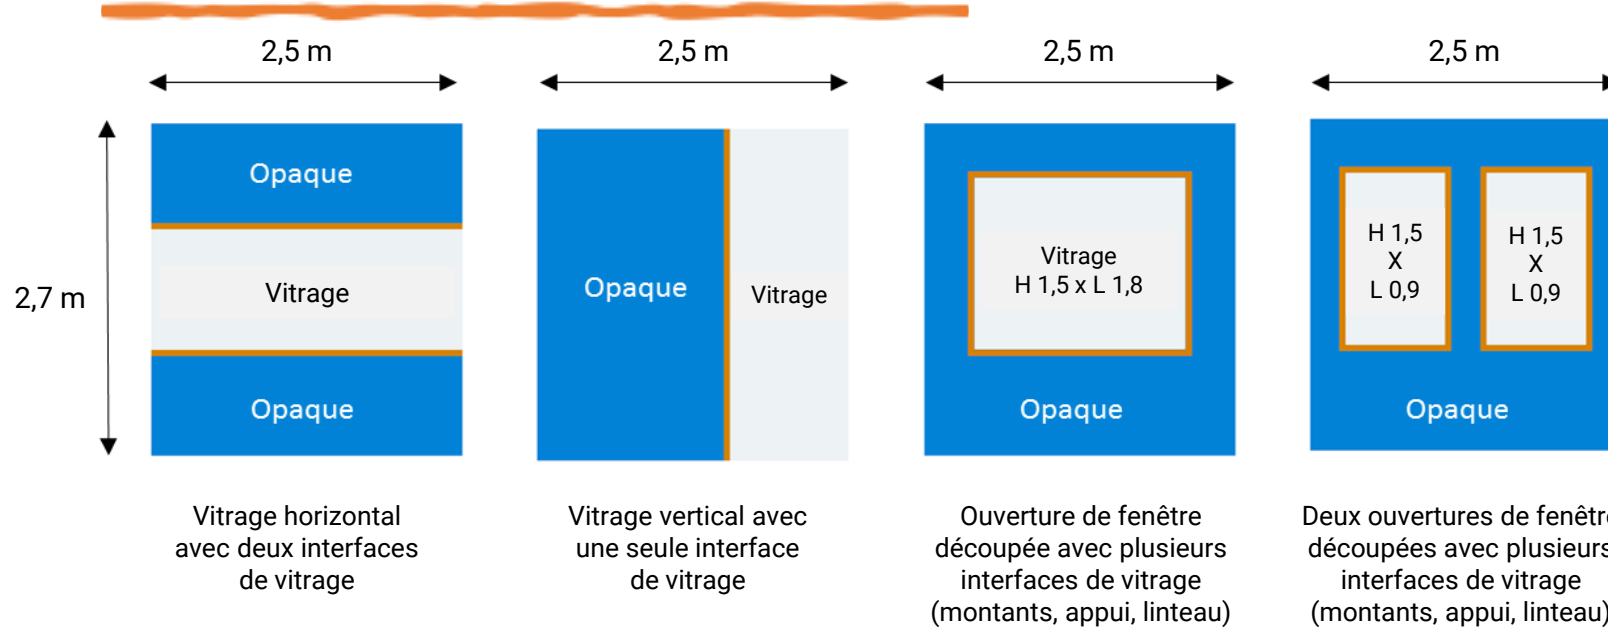 2,5 m
2,5 m
2,5 m
2,5 m
2,7 m
Opaque
Vitrage
Opaque
Opaque
Vitrage
Vitrage
H 1,5 x L 1,8
Opaque
H 1,5
X
L 0,9
H 1,5
X
L 0,9
Opaque
Vitrage horizontal
avec deux interfaces
de vitrage
Vitrage vertical avec
une seule interface
de vitrage
Ouverture de fenêtre
découpée avec plusieurs
interfaces de vitrage
(montants, appui, linteau)
Deux ouvertures de fenêtre
découpées avec plusieurs
interfaces de vitrage
(montants, appui, linteau)